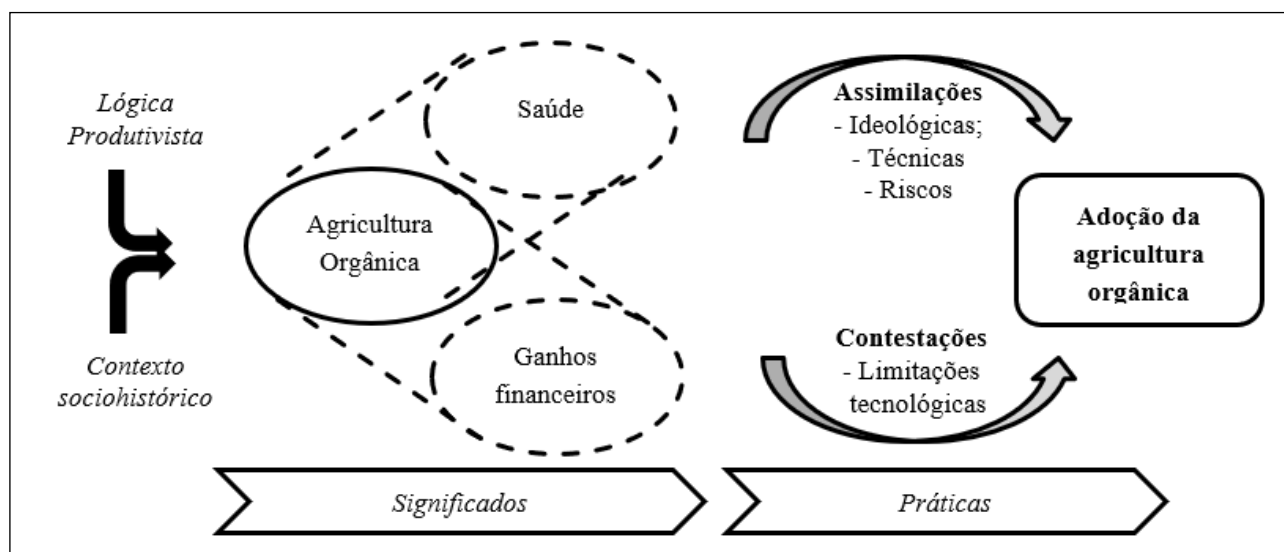 Lógica
Produtivista
Contexto
sociohistórico
Agricultura
Orgânica
Saúde
Ganhos
financeiros
Assimilações
- Ideológicas;
- Técnicas
- Riscos
Contestações
- Limitações
tecnológicas
Adoção da
agricultura
orgânica
Significados
Práticas